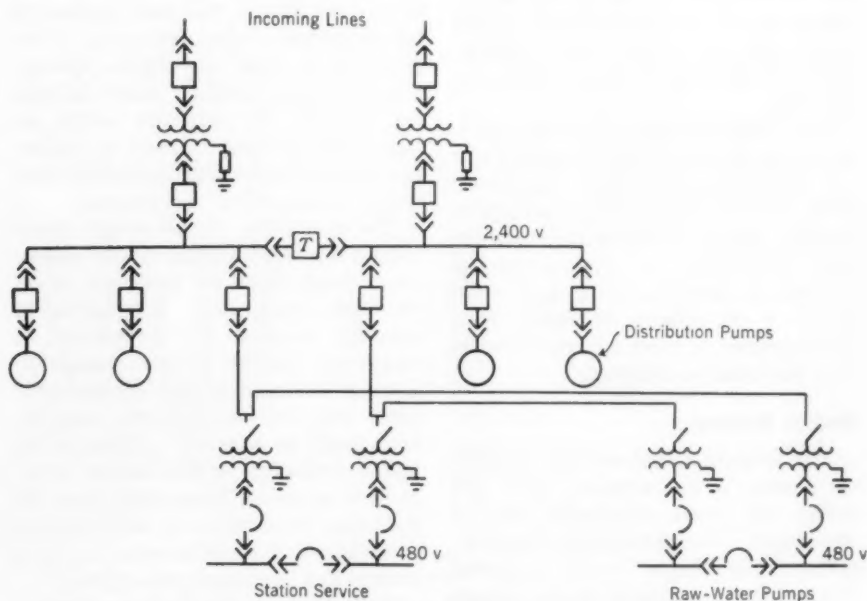 Incoming Lines
T
2,400 v
Distribution Pumps
480 v
480 v
Station Service
Raw-Water Pumps